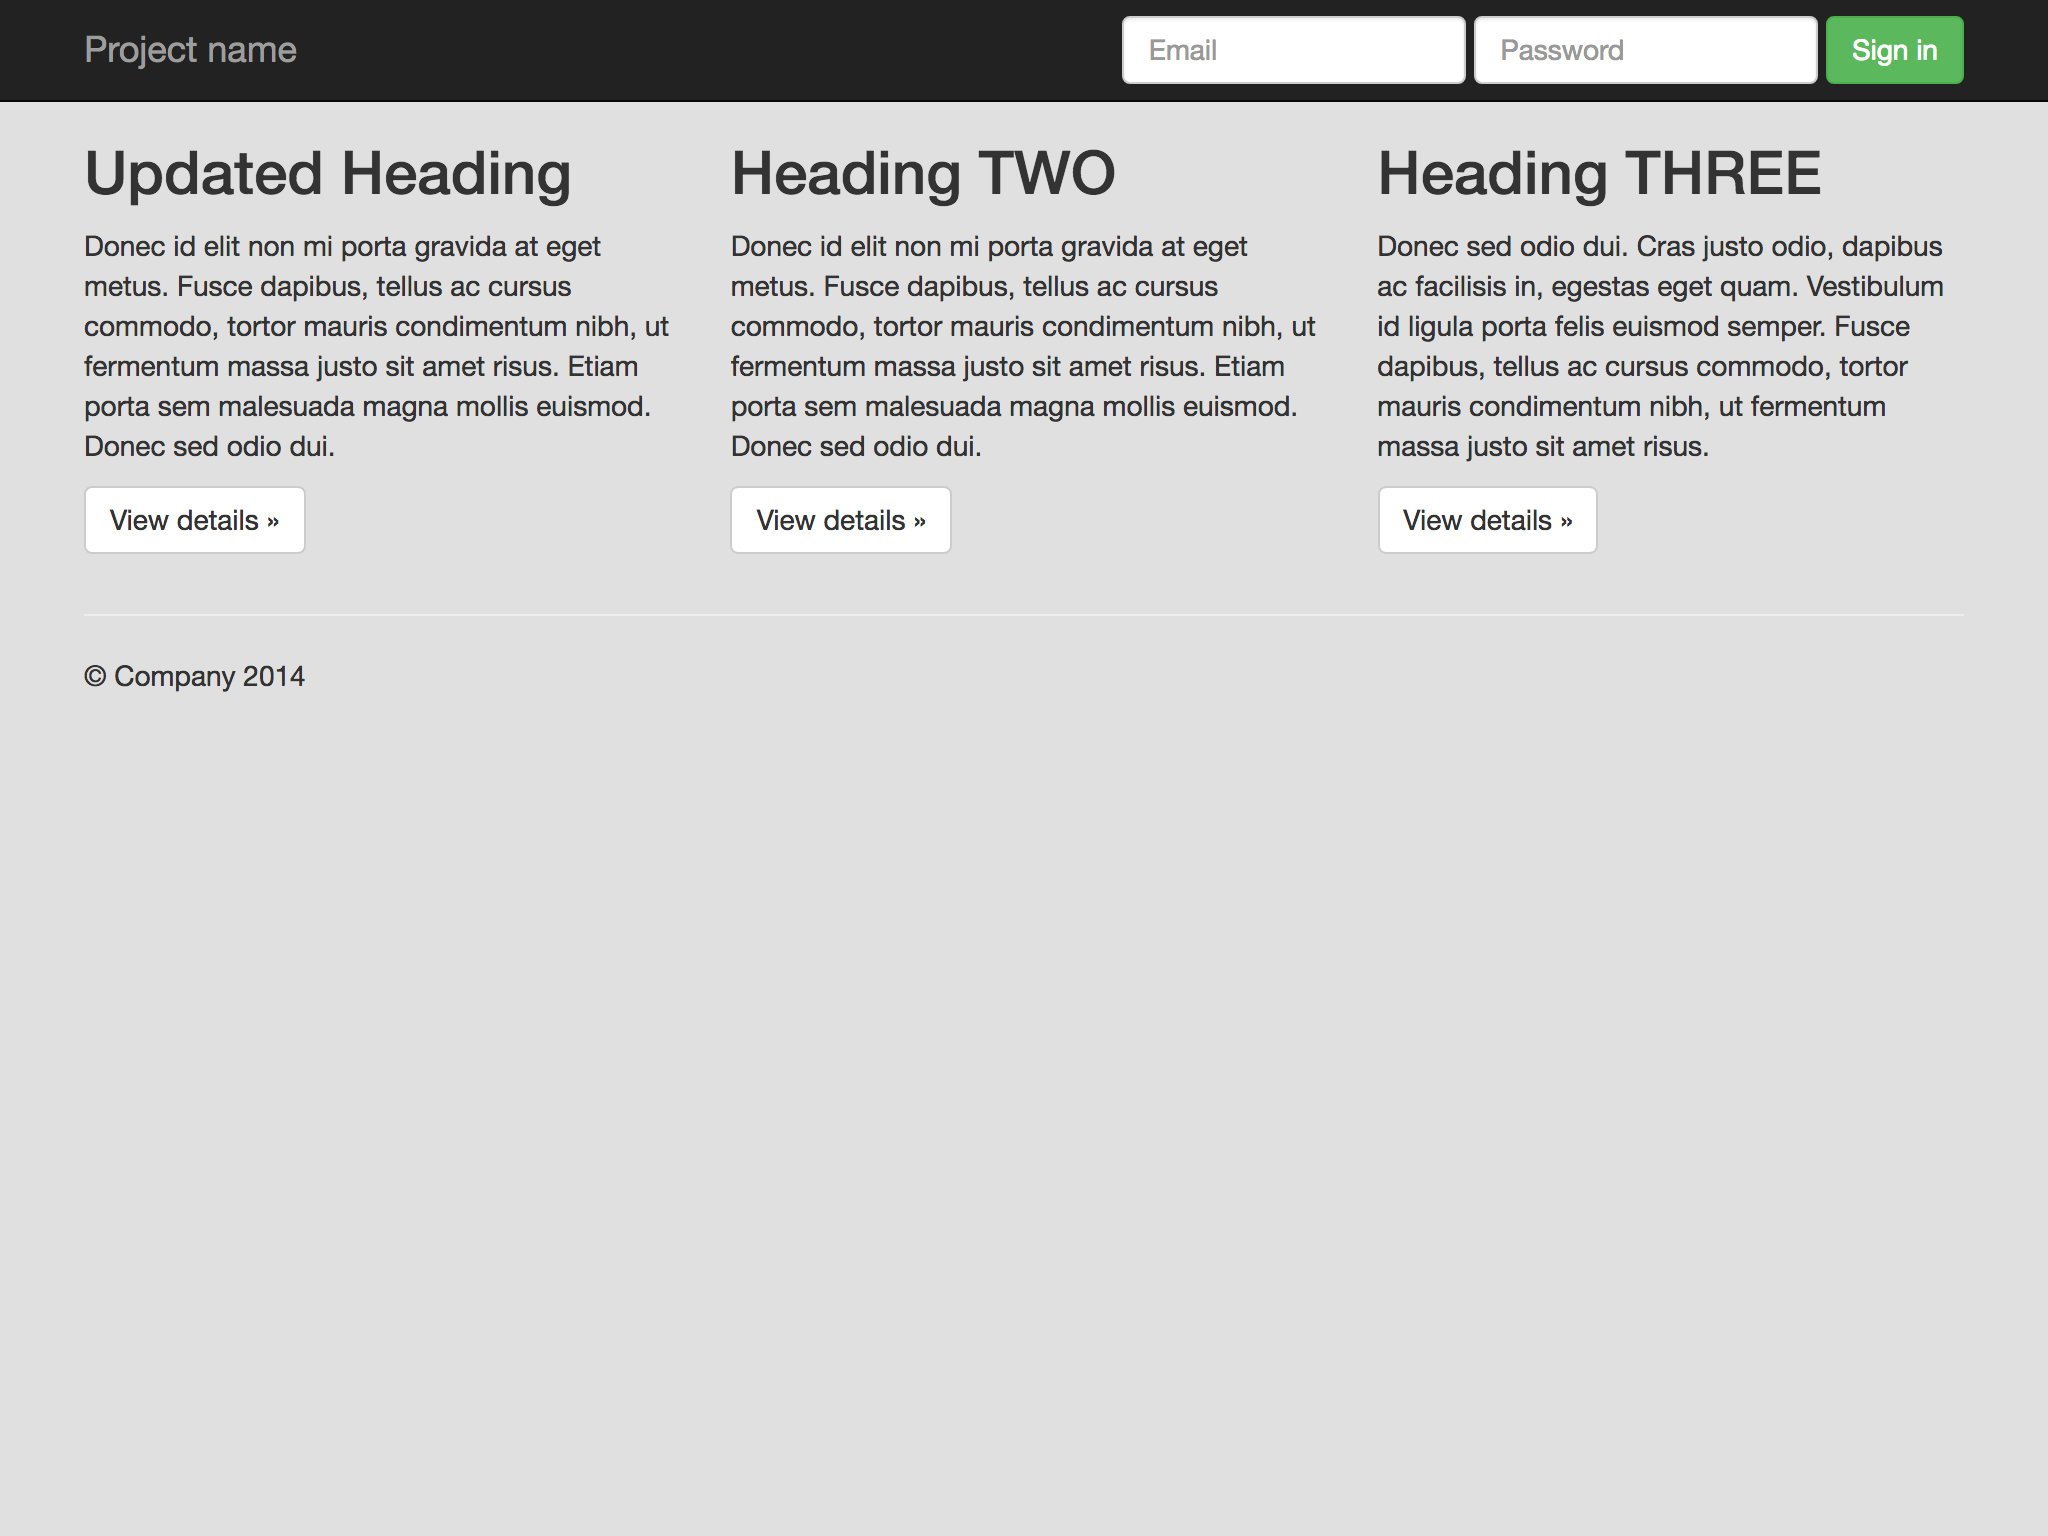 Project name
Email
Password
Sign in
Updated Heading
Donec id elit non mi porta gravida at eget
metus. Fusce dapibus, tellus ac cursus
commodo, tortor mauris condimentum nibh, ut
fermentum massa justo sit amet risus. Etiam
porta sem malesuada magna mollis euismod.
Donec sed odio dui.
View details »
Heading TWO
Donec id elit non mi porta gravida at eget
metus. Fusce dapibus, tellus ac cursus
commodo, tortor mauris condimentum nibh, ut
fermentum massa justo sit amet risus. Etiam
porta sem malesuada magna mollis euismod.
Donec sed odio dui.
View details »
Heading THREE
Donec sed odio dui. Cras justo odio, dapibus
ac facilisis in, egestas eget quam. Vestibulum
id ligula porta felis euismod semper. Fusce
dapibus, tellus ac cursus commodo, tortor
mauris condimentum nibh, ut fermentum
massa justo sit amet risus.
View details »
© Company 2014